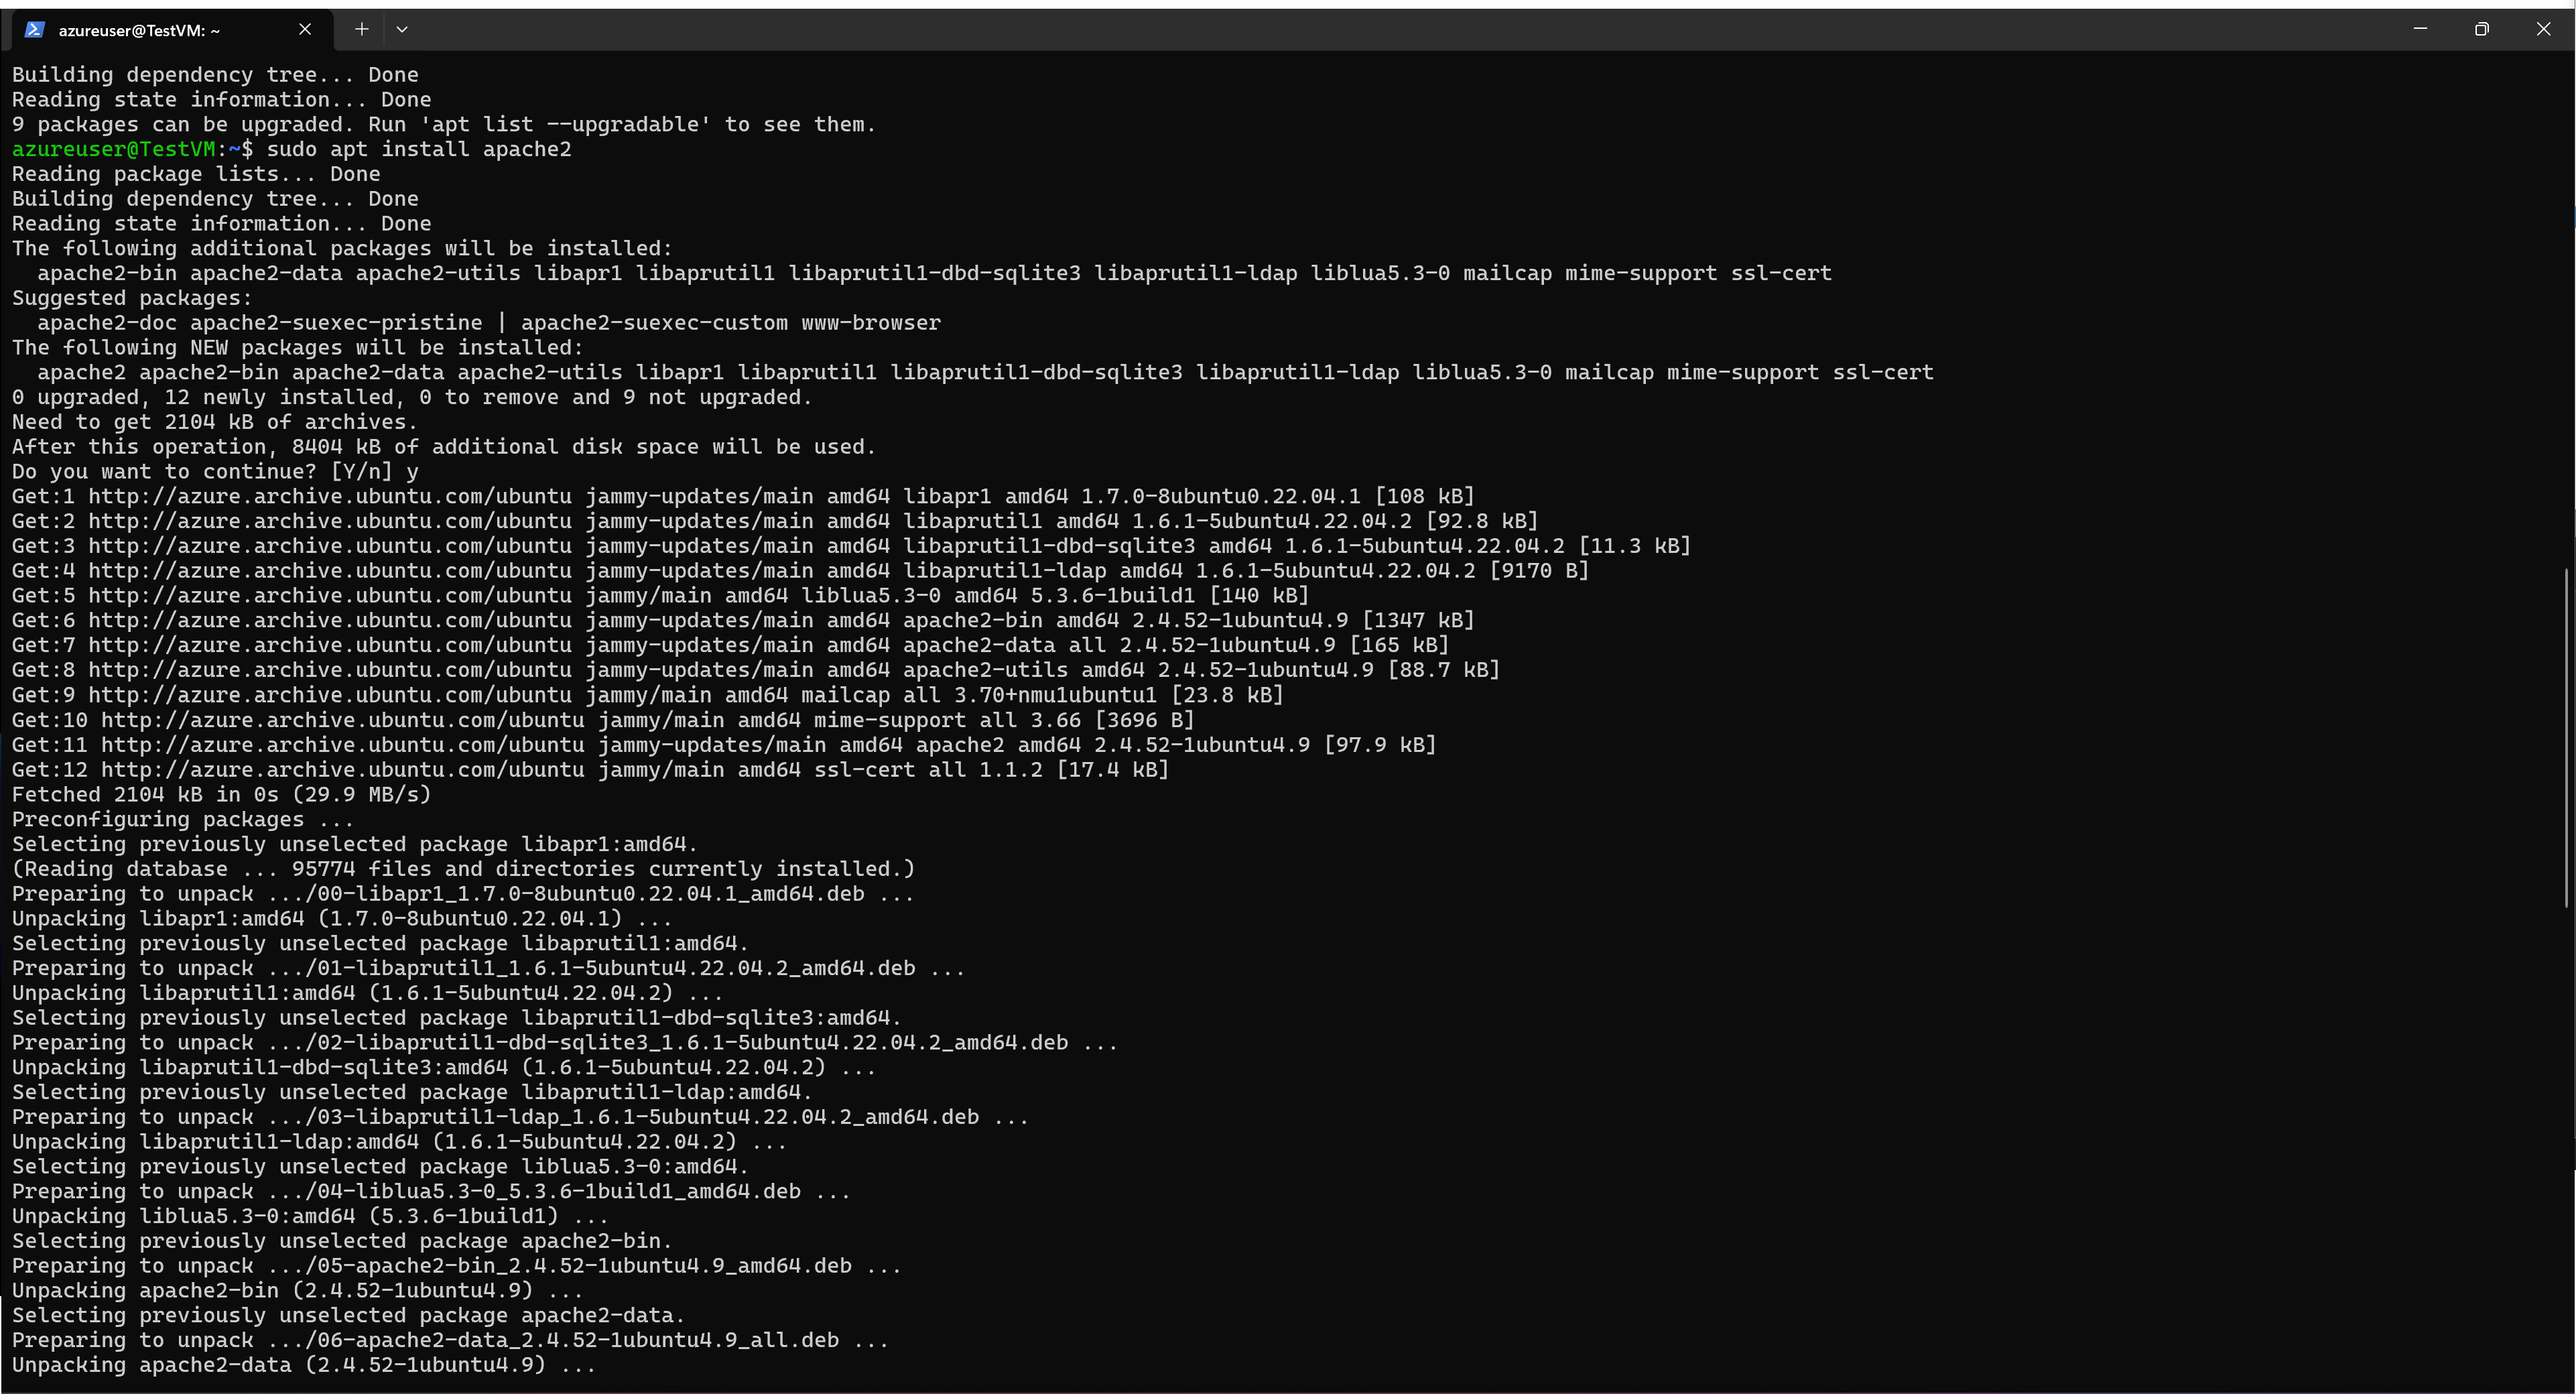 azureuser@TestVM: ~
Building dependency tree... Done
Reading state information... Done
9 packages can be upgraded. Run 'apt list --upgradable' to see them.
azureuser@TestVM:~$ sudo apt install apache2
Reading package lists... Done
Building dependency tree... Done
Reading state information... Done
The following additional packages will be installed:
  apache2-bin apache2-data apache2-utils libapr1 libaprutil1 libaprutil1-dbd-sqlite3 libaprutil1-ldap liblua5.3-0 mailcap mime-support ssl-cert
Suggested packages:
  apache2-doc apache2-suexec-pristine | apache2-suexec-custom www-browser
The following NEW packages will be installed:
  apache2 apache2-bin apache2-data apache2-utils libapr1 libaprutil1 libaprutil1-dbd-sqlite3 libaprutil1-ldap liblua5.3-0 mailcap mime-support ssl-cert
0 upgraded, 12 newly installed, 0 to remove and 9 not upgraded.
Need to get 2104 kB of archives.
After this operation, 8404 kB of additional disk space will be used.
Do you want to continue? [Y/n] y
Get:1 http://azure.archive.ubuntu.com/ubuntu jammy-updates/main amd64 libapr1 amd64 1.7.0-8ubuntu0.22.04.1 [108 kB]
Get:2 http://azure.archive.ubuntu.com/ubuntu jammy-updates/main amd64 libaprutil1 amd64 1.6.1-5ubuntu4.22.04.2 [92.8 kB]
Get:3 http://azure.archive.ubuntu.com/ubuntu jammy-updates/main amd64 libaprutil1-dbd-sqlite3 amd64 1.6.1-5ubuntu4.22.04.2 [11.3 kB]
Get:4 http://azure.archive.ubuntu.com/ubuntu jammy-updates/main amd64 libaprutil1-ldap amd64 1.6.1-5ubuntu4.22.04.2 [9170 B]
Get:5 http://azure.archive.ubuntu.com/ubuntu jammy/main amd64 liblua5.3-0 amd64 5.3.6-1build1 [140 kB]
Get:6 http://azure.archive.ubuntu.com/ubuntu jammy-updates/main amd64 apache2-bin amd64 2.4.52-1ubuntu4.9 [1347 kB]
Get:7 http://azure.archive.ubuntu.com/ubuntu jammy-updates/main amd64 apache2-data all 2.4.52-1ubuntu4.9 [165 kB]
Get:8 http://azure.archive.ubuntu.com/ubuntu jammy-updates/main amd64 apache2-utils amd64 2.4.52-1ubuntu4.9 [88.7 kB]
Get:9 http://azure.archive.ubuntu.com/ubuntu jammy/main amd64 mailcap all 3.70+nmu1ubuntu1 [23.8 kB]
Get:10 http://azure.archive.ubuntu.com/ubuntu jammy/main amd64 mime-support all 3.66 [3696 B]
Get:11 http://azure.archive.ubuntu.com/ubuntu jammy-updates/main amd64 apache2 amd64 2.4.52-1ubuntu4.9 [97.9 kB]
Get:12 http://azure.archive.ubuntu.com/ubuntu jammy/main amd64 ssl-cert all 1.1.2 [17.4 kB]
Fetched 2104 kB in 0s (29.9 MB/s)
Preconfiguring packages ...
Selecting previously unselected package libapr1:amd64.
(Reading database ... 95774 files and directories currently installed.)
Preparing to unpack .../00-libapr1_1.7.0-8ubuntu0.22.04.1_amd64.deb ...
Unpacking libapr1:amd64 (1.7.0-8ubuntu0.22.04.1) ...
Selecting previously unselected package libaprutil1:amd64.
Preparing to unpack .../01-libaprutil1_1.6.1-5ubuntu4.22.04.2_amd64.deb ...
Unpacking libaprutil1:amd64 (1.6.1-5ubuntu4.22.04.2) ...
Selecting previously unselected package libaprutil1-dbd-sqlite3:amd64.
Preparing to unpack .../02-libaprutil1-dbd-sqlite3_1.6.1-5ubuntu4.22.04.2_amd64.deb ...
Unpacking libaprutil1-dbd-sqlite3:amd64 (1.6.1-5ubuntu4.22.04.2) ...
Selecting previously unselected package libaprutil1-ldap:amd64.
Preparing to unpack .../03-libaprutil1-ldap_1.6.1-5ubuntu4.22.04.2_amd64.deb ...
Unpacking libaprutil1-ldap:amd64 (1.6.1-5ubuntu4.22.04.2) ...
Selecting previously unselected package liblua5.3-0:amd64.
Preparing to unpack .../04-liblua5.3-0_5.3.6-1build1_amd64.deb ...
Unpacking liblua5.3-0:amd64 (5.3.6-1build1) ...
Selecting previously unselected package apache2-bin.
Preparing to unpack .../05-apache2-bin_2.4.52-1ubuntu4.9_amd64.deb ...
Unpacking apache2-bin (2.4.52-1ubuntu4.9) ...
Selecting previously unselected package apache2-data.
Preparing to unpack .../06-apache2-data_2.4.52-1ubuntu4.9_all.deb ...
Unpacking apache2-data (2.4.52-1ubuntu4.9) ...